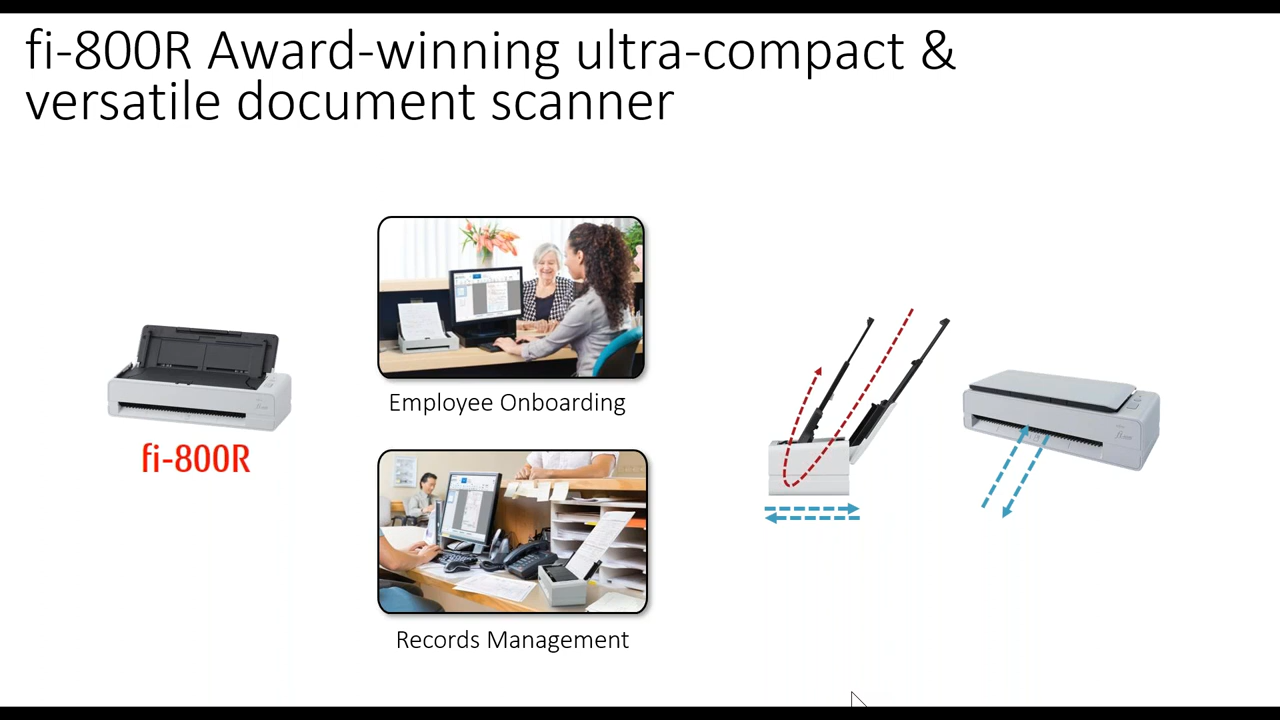 fi-800R Award-winning ultra-compact &
versatile document scanner
fi-800R
Employee Onboarding
Records Management